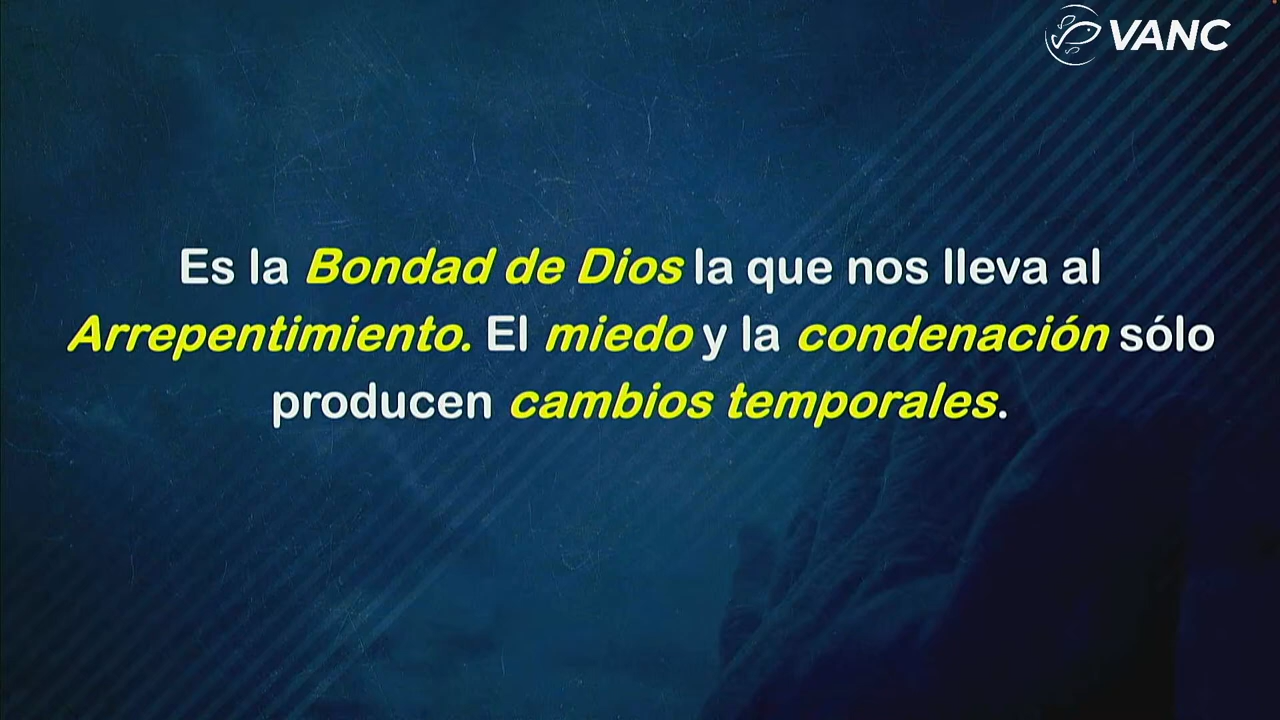 VANC
Es la Bondad de Dios la que nos lleva al
Arrepentimiento. El miedo y la condenación sólo
producen cambios temporales.